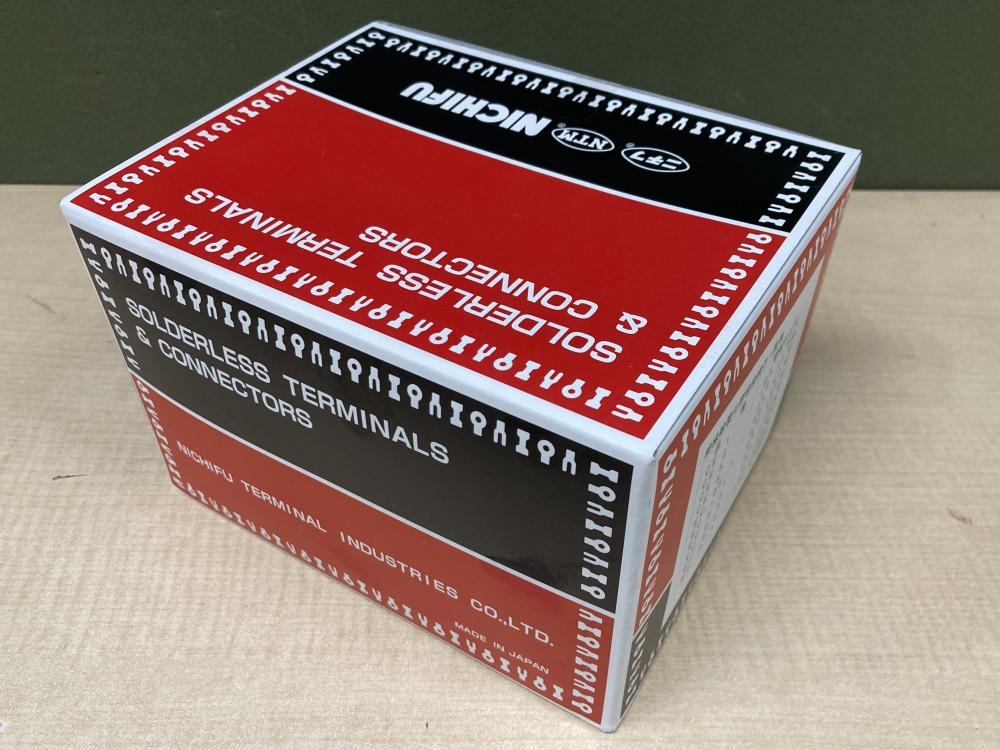 ニチフ® NTM® NICHIFU
SOLDERLESS TERMINALS
& CONNECTORS
SOLDERLESS TERMINALS
& CONNECTORS
NICHIFU TERMINAL INDUSTRIES CO.,LTD.
MADE IN JAPAN